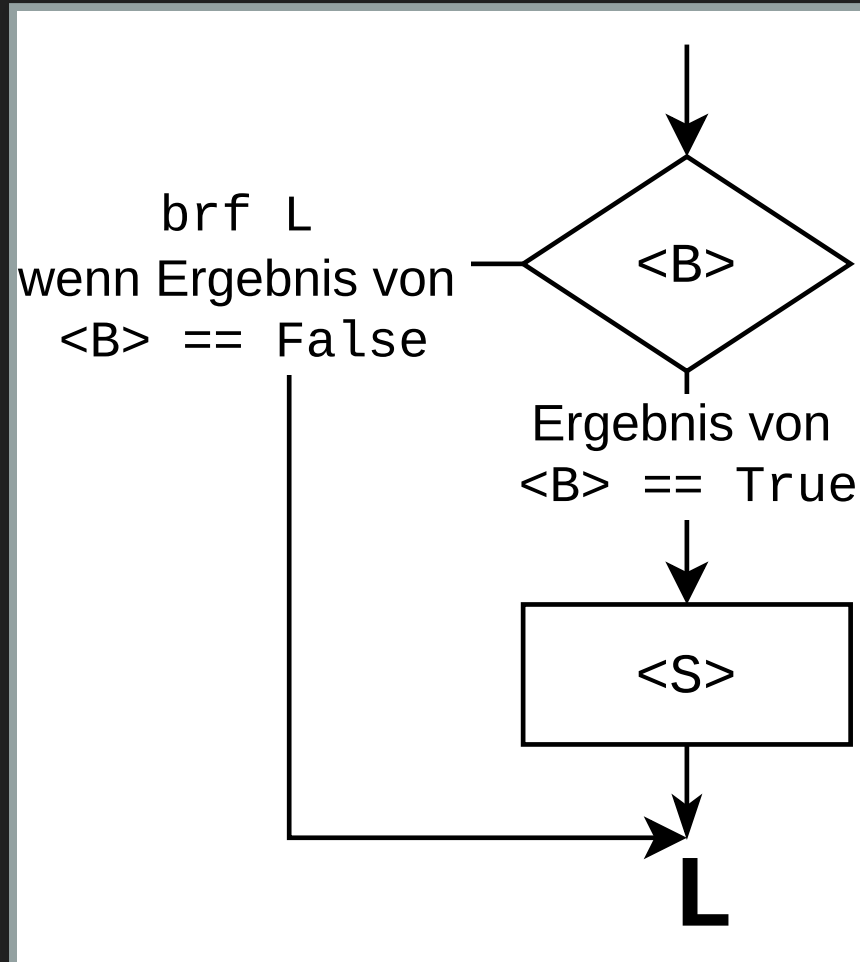 <B>
brf L
wenn Ergebnis von
<B> == False
Ergebnis von
<B> == True
<S>
L